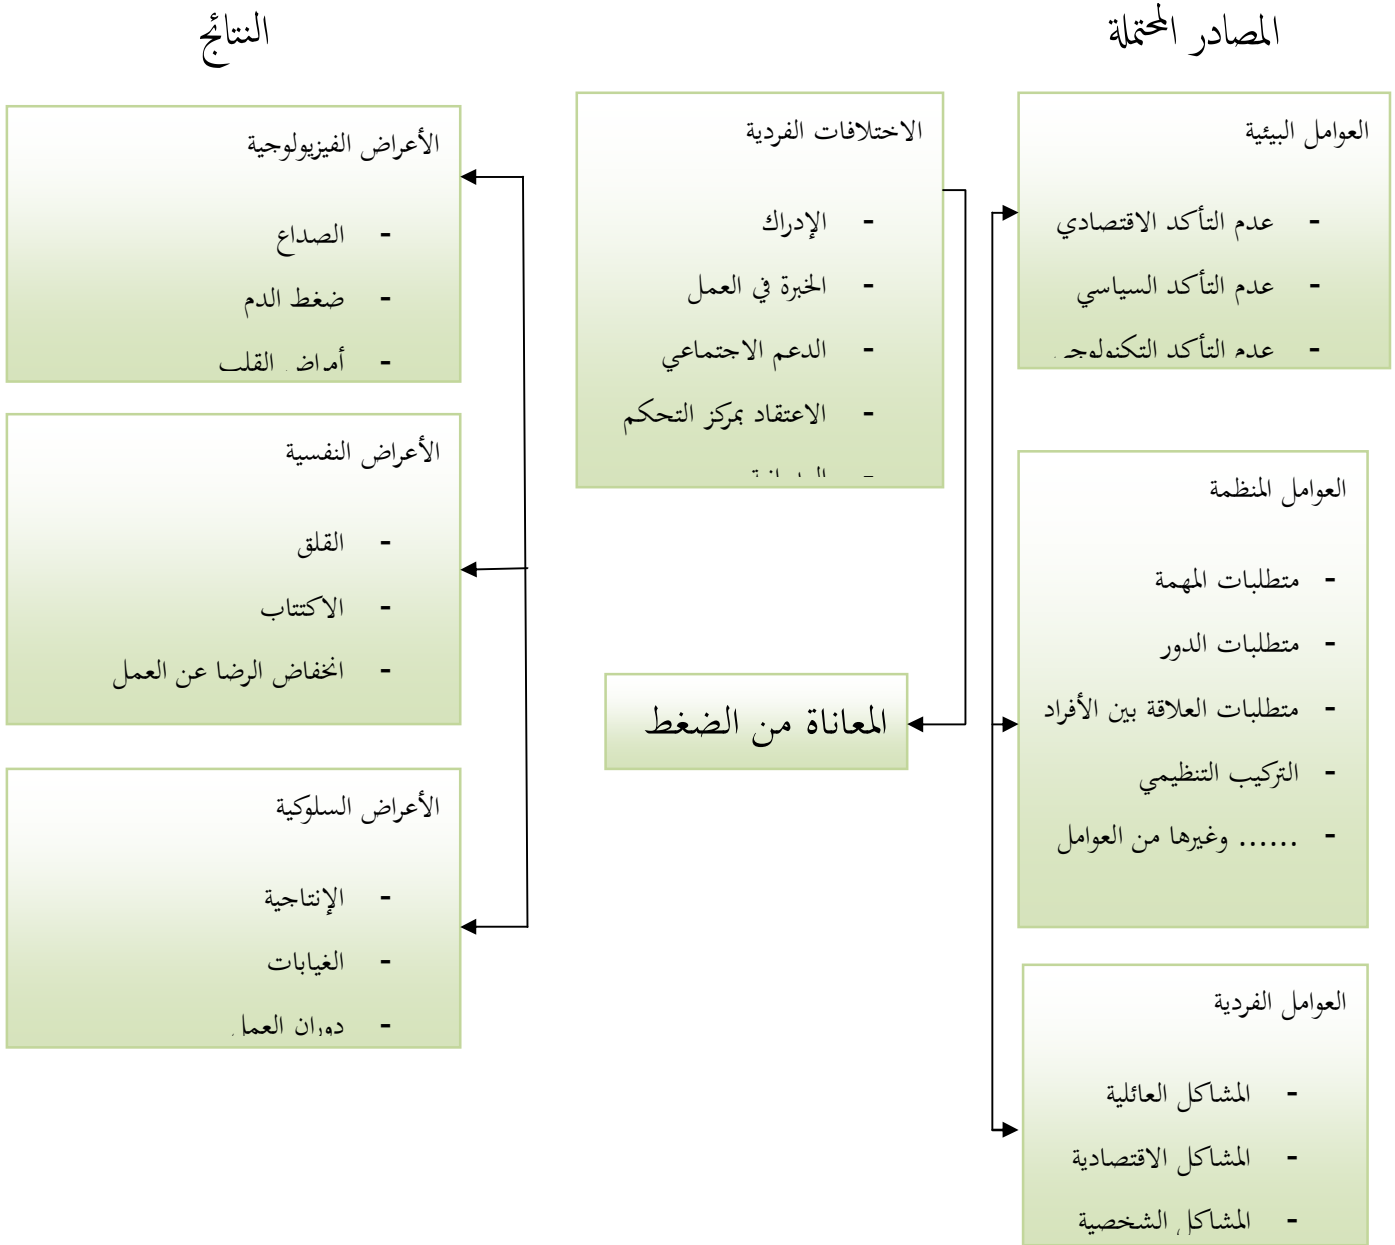 المصادر المحتملة
العوامل البيئية
- عدم التأكد الاقتصادي
- عدم التأكد السياسي
- عدم التأكد التكنولوجي
العوامل المنظمة
- متطلبات المهمة
- متطلبات الدور
- متطلبات العلاقة بين الأفراد
- التركيب التنظيمي
- ...... وغيرها من العوامل
العوامل الفردية
- المشاكل العائلية
- المشاكل الاقتصادية
- المشاكل الشخصية
الاختلافات الفردية
- الإدراك
- الخبرة في العمل
- الدعم الاجتماعي
- الاعتقاد بمركز التحكم
-
المعاناة من الضغط
النتائج
الأعراض الفيزيولوجية
- الصداع
- ضغط الدم
- أمراض القلب
الأعراض النفسية
- القلق
- الاكتتاب
- انخفاض الرضا عن العمل
الأعراض السلوكية
- الإنتاجية
- الغيابات
- دوران العمل